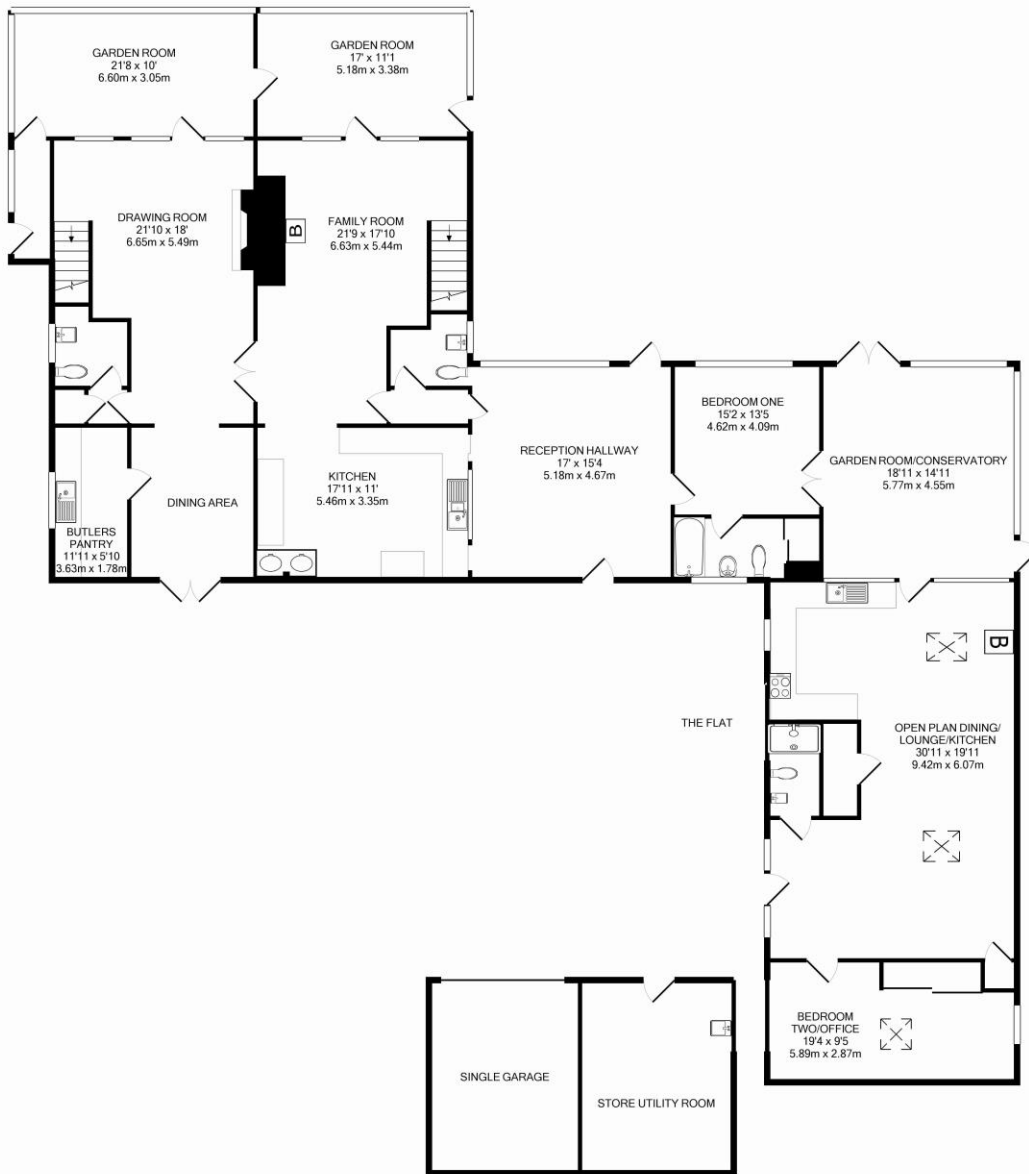 GARDEN ROOM
21'8 x 10'
6.60m x 3.05m
GARDEN ROOM
17' x 11'1
5.18m x 3.38m
DRAWING ROOM
21'10 x 18'
6.65m x 5.49m
B
FAMILY ROOM
21'9 x 17'10
6.63m x 5.44m
RECEPTION HALLWAY
17' x 15'4
5.18m x 4.67m
BEDROOM ONE
15'2 x 13'5
4.62m x 4.09m
GARDEN ROOM/CONSERVATORY
18'11 x 14'11
5.77m x 4.55m
KITCHEN
17'11 x 11'
5.46m x 3.35m
DINING AREA
BUTLERS
PANTRY
11'11 x 5'10
3.63m x 1.78m
B
THE FLAT
OPEN PLAN DINING/
LOUNGE/KITCHEN
30'11 x 19'11
9.42m x 6.07m
BEDROOM
TWO/OFFICE
19'4 x 9'5
5.89m x 2.87m
SINGLE GARAGE
STORE UTILITY ROOM